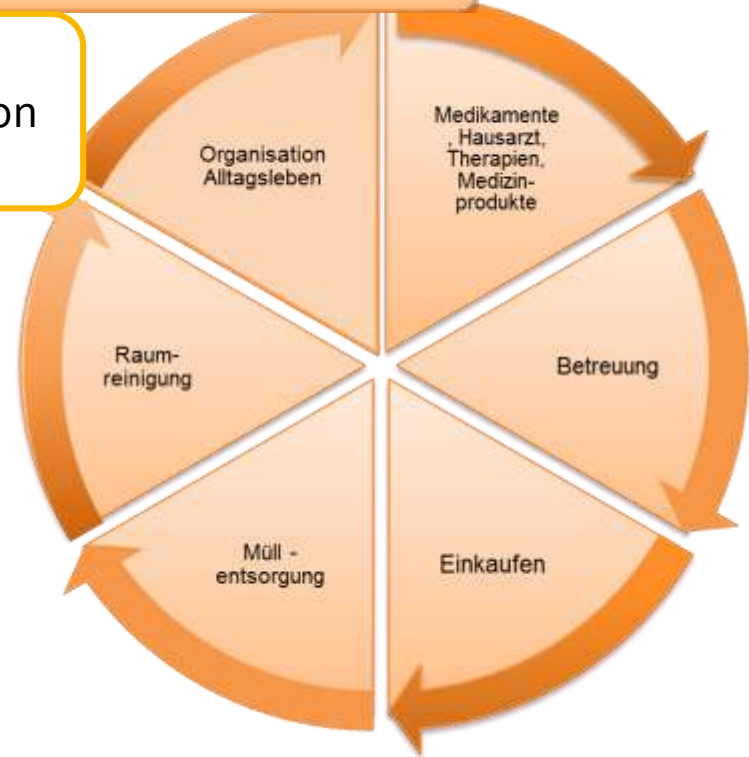 on
Medikamente
, Hausarzt,
Therapien,
Medizin-
produkte
Betreuung
Einkaufen
Müll -
entsorgung
Raum-
reinigung
Organisation
Alltagsleben